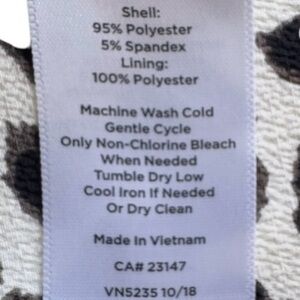 Shell:
95% Polyester
5% Spandex
Lining:
100% Polyester
Machine Wash Cold
Gentle Cycle
Only Non-Chlorine Bleach
When Needed
Tumble Dry Low
Cool Iron If Needed
Or Dry Clean
Made In Vietnam
CA# 23147
VN5235 10/18